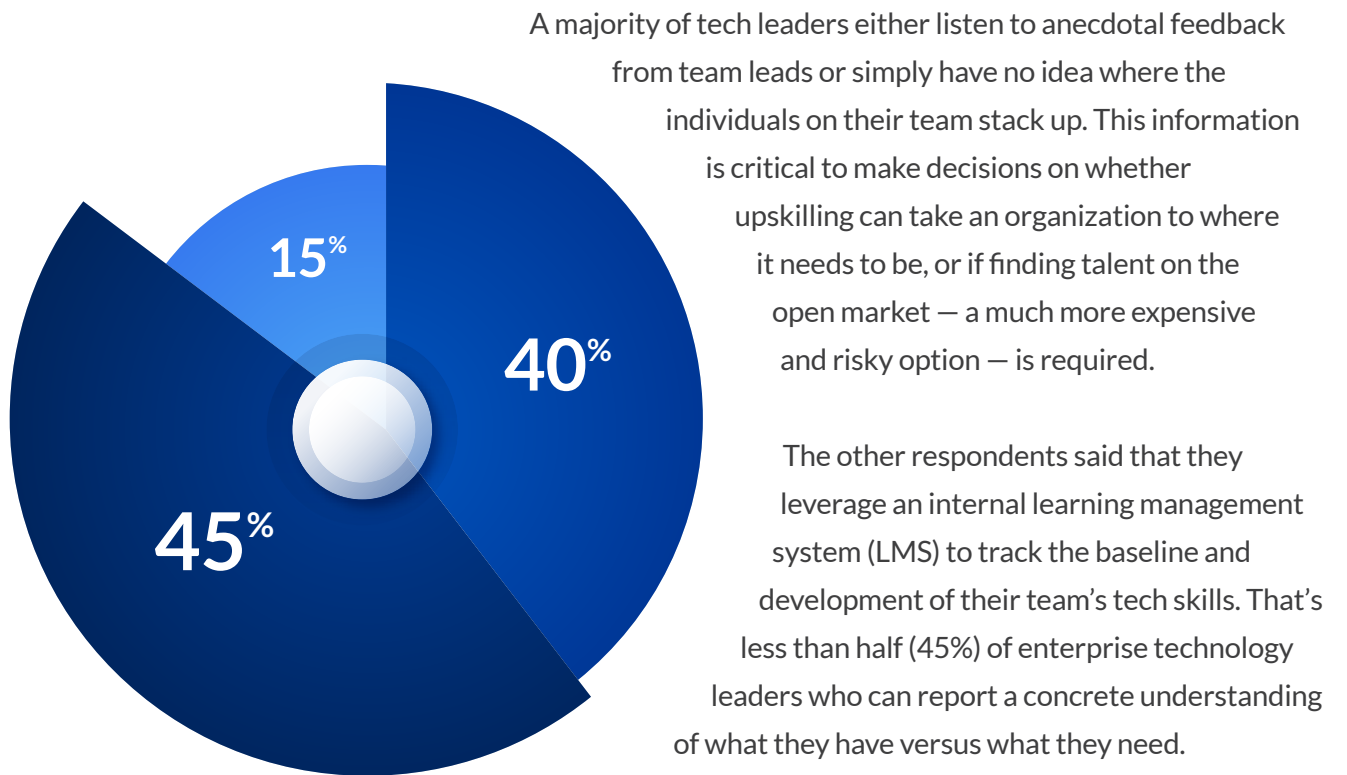 A majority of tech leaders either listen to anecdotal feedback
from team leads or simply have no idea where the
individuals on their team stack up. This information
is critical to make decisions on whether
upskilling can take an organization to where
it needs to be, or if finding talent on the
open market — a much more expensive
and risky option — is required.
The other respondents said that they
leverage an internal learning management
system (LMS) to track the baseline and
development of their team’s tech skills. That’s
less than half (45%) of enterprise technology
leaders who can report a concrete understanding
of what they have versus what they need.
15%
40%
45%